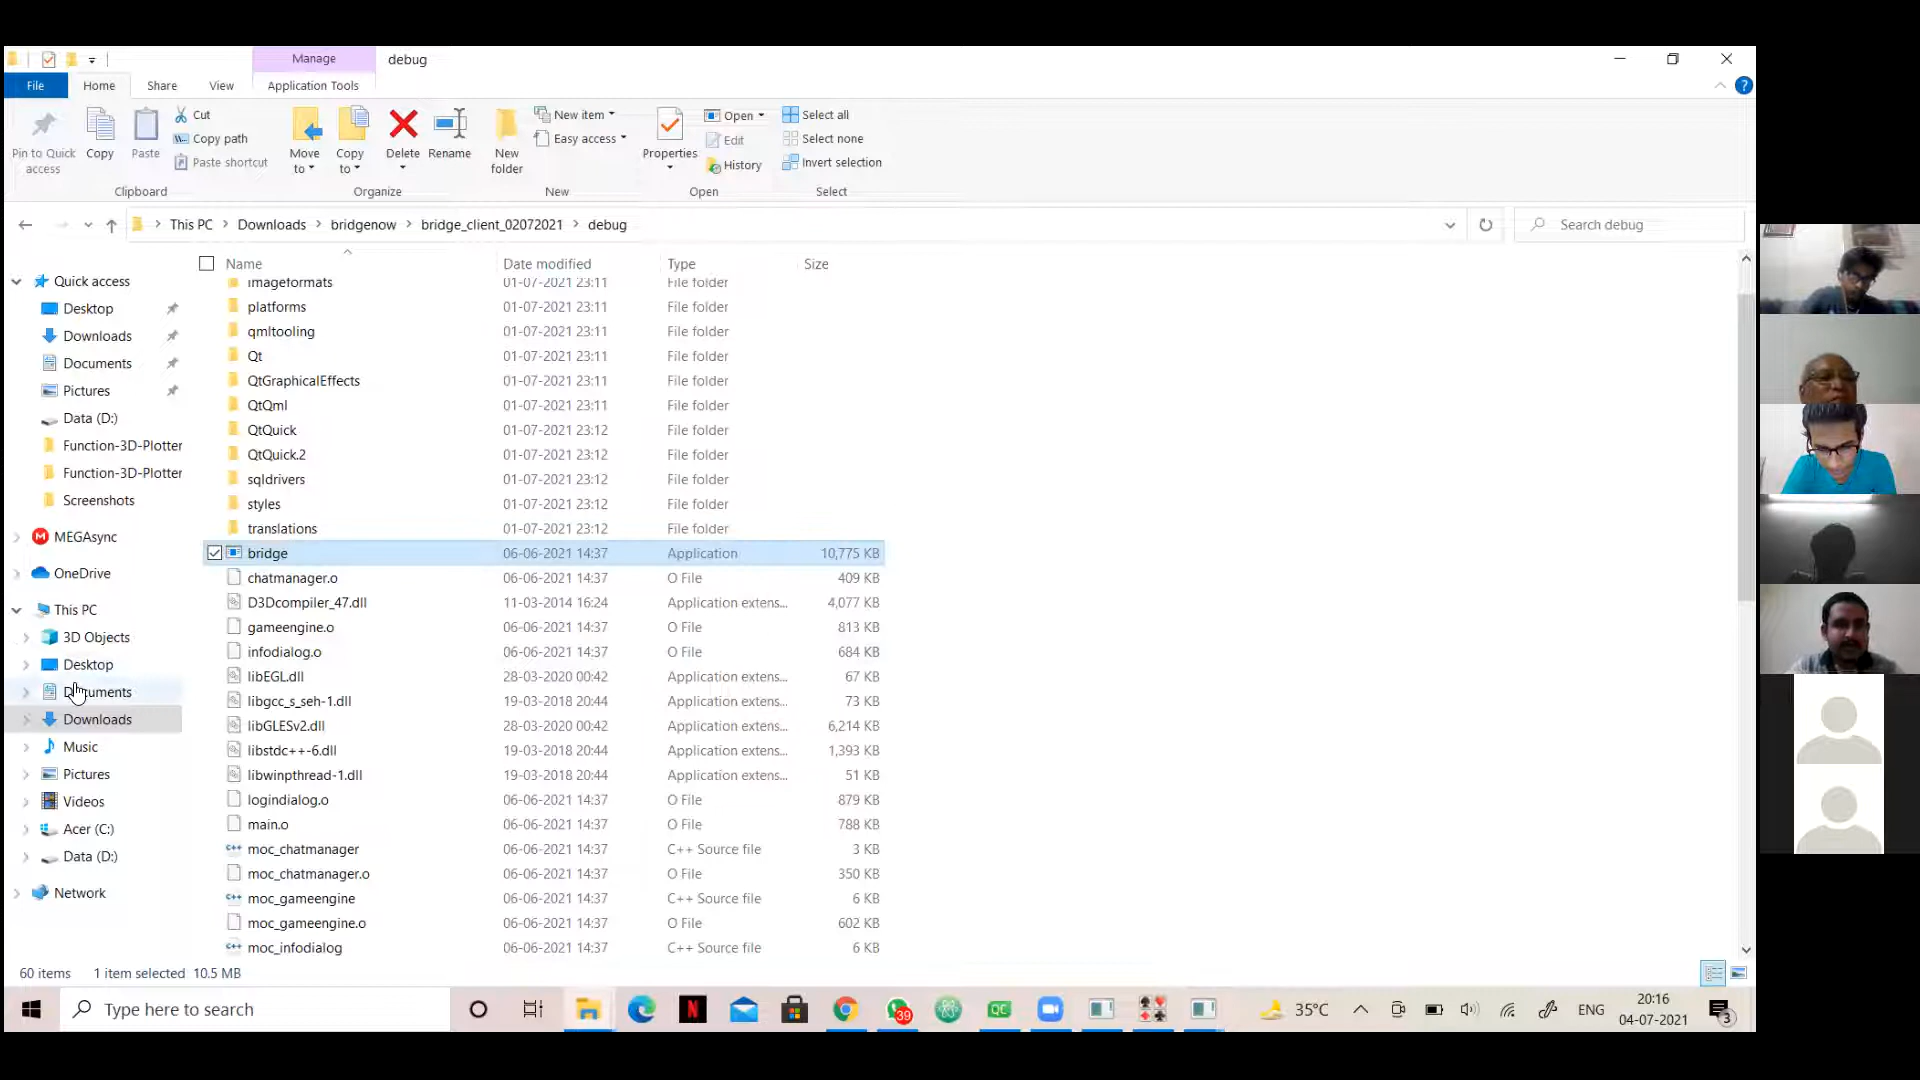 Manage
debug
File
Home
Share
View
Application Tools
Pin to Quick access
Copy
Paste
Cut
Copy path
Paste shortcut
Clipboard
Move to
Copy to
Delete
Rename
Organize
New folder
New item
Easy access
New
Properties
Open
Edit
History
Open
Select all
Select none
Invert selection
Select
This PC > Downloads > bridgenow > bridge_client_02072021 > debug
Search debug
Quick access
Desktop
Downloads
Documents
Pictures
Data (D:)
Function-3D-Plotter
Function-3D-Plotter
Screenshots
MEGAsync
OneDrive
This PC
3D Objects
Desktop
Documents
Downloads
Music
Pictures
Videos
Acer (C:)
Data (D:)
Network
Name Date modified Type Size
imageformats 01-07-2021 23:11 File folder
platforms 01-07-2021 23:11 File folder
qmltooling 01-07-2021 23:11 File folder
Qt 01-07-2021 23:11 File folder
QtGraphicalEffects 01-07-2021 23:11 File folder
QtQml 01-07-2021 23:11 File folder
QtQuick 01-07-2021 23:12 File folder
QtQuick.2 01-07-2021 23:12 File folder
sqldrivers 01-07-2021 23:12 File folder
styles 01-07-2021 23:12 File folder
translations 01-07-2021 23:12 File folder
bridge 06-06-2021 14:37 Application 10,775 KB
chatmanager.o 06-06-2021 14:37 O File 409 KB
D3Dcompiler_47.dll 11-03-2014 16:24 Application extens... 4,077 KB
gameengine.o 06-06-2021 14:37 O File 813 KB
infodialog.o 06-06-2021 14:37 O File 684 KB
libEGL.dll 28-03-2020 00:42 Application extens... 67 KB
libgcc_s_seh-1.dll 19-03-2018 20:44 Application extens... 73 KB
libGLESv2.dll 28-03-2020 00:42 Application extens... 6,214 KB
libstdc++-6.dll 19-03-2018 20:44 Application extens... 1,393 KB
libwinpthread-1.dll 19-03-2018 20:44 Application extens... 51 KB
logindialog.o 06-06-2021 14:37 O File 879 KB
main.o 06-06-2021 14:37 O File 788 KB
moc_chatmanager 06-06-2021 14:37 C++ Source file 3 KB
moc_chatmanager.o 06-06-2021 14:37 O File 350 KB
moc_gameengine 06-06-2021 14:37 C++ Source file 6 KB
moc_gameengine.o 06-06-2021 14:37 O File 602 KB
moc_infodialog 06-06-2021 14:37 C++ Source file 6 KB
60 items 1 item selected 10.5 MB
Type here to search
N
39
QC
35°C
ENG
20:16
04-07-2021
3